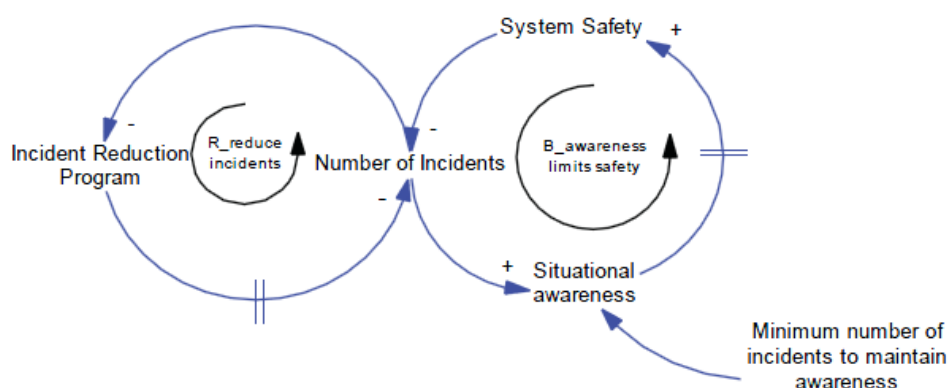 System Safety
+
-
-
Incident Reduction
Program
R_reduce
incidents
Number of Incidents
B_awareness
limits safety
-
+
Situational
awareness
Minimum number of
incidents to maintain
awareness